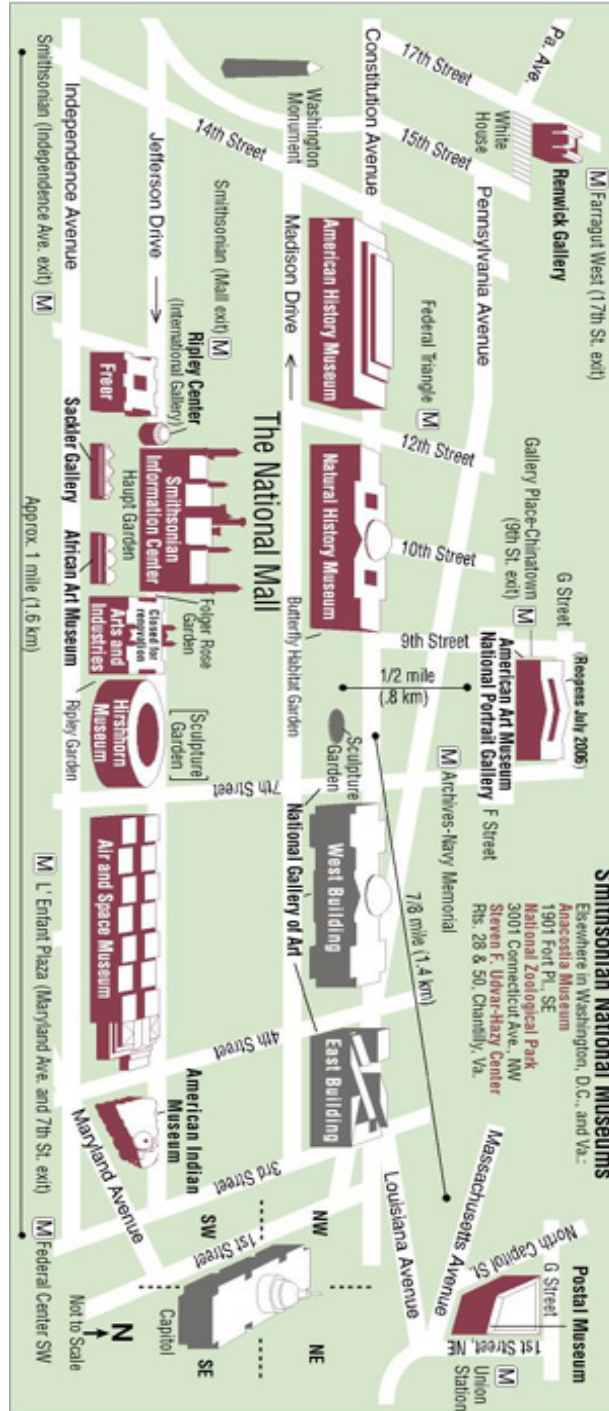 Smithsonian National Museums
Elsewhere in Washington, D.C., and Va.:
Anacostia Museum
1901 Fort Pl., SE
National Zoological Park
3001 Connecticut Ave., NW
Steven F. Udvar-Hazy Center
Rts. 28 & 50, Chantilly, Va.
Pa. Ave.
17th Street
White
House
Renwick Gallery
M Farragut West (17th St. exit)
15th Street
Pennsylvania Avenue
Constitution Avenue
14th Street
Washington
Monument
Madison Drive
American History Museum
Federal Triangle M
12th Street
Natural History Museum
10th Street
9th Street
Gallery Place-Chinatown
(9th St. exit) M
G Street
(Reopens July 2006)
American Art Museum
National Portrait Gallery
F Street
1/2 mile
(.8 km)
M Archives-Navy Memorial
7/8 mile (1.4 km)
Butterfly Habitat Garden
Sculpture
Garden
7th Street
National Gallery of Art
West Building
East Building
4th Street
3rd Street
Louisiana Avenue
Massachusetts Avenue
North Capitol St.
G Street
Postal Museum
1st Street, NE
M
Union
Station
The National Mall
Jefferson Drive
Smithsonian (Mall exit) M
Ripley Center
(International Gallery)
Freer
Smithsonian
Information Center
Haupt Garden
Sackler Gallery
African Art Museum
Folger Rose
Garden
Closed for
renovation
Arts and
Industries
Ripley Garden
Hirshhorn
Museum
Sculpture
Garden
Air and Space Museum
American Indian
Museum
Maryland Avenue
1st Street
NW
NE
SW
SE
Capitol
Independence Avenue
Smithsonian (Independence Ave. exit) M
Approx. 1 mile (1.6 km)
M L' Enfant Plaza (Maryland Ave. and 7th St. exit)
M Federal Center SW
N
Not to Scale